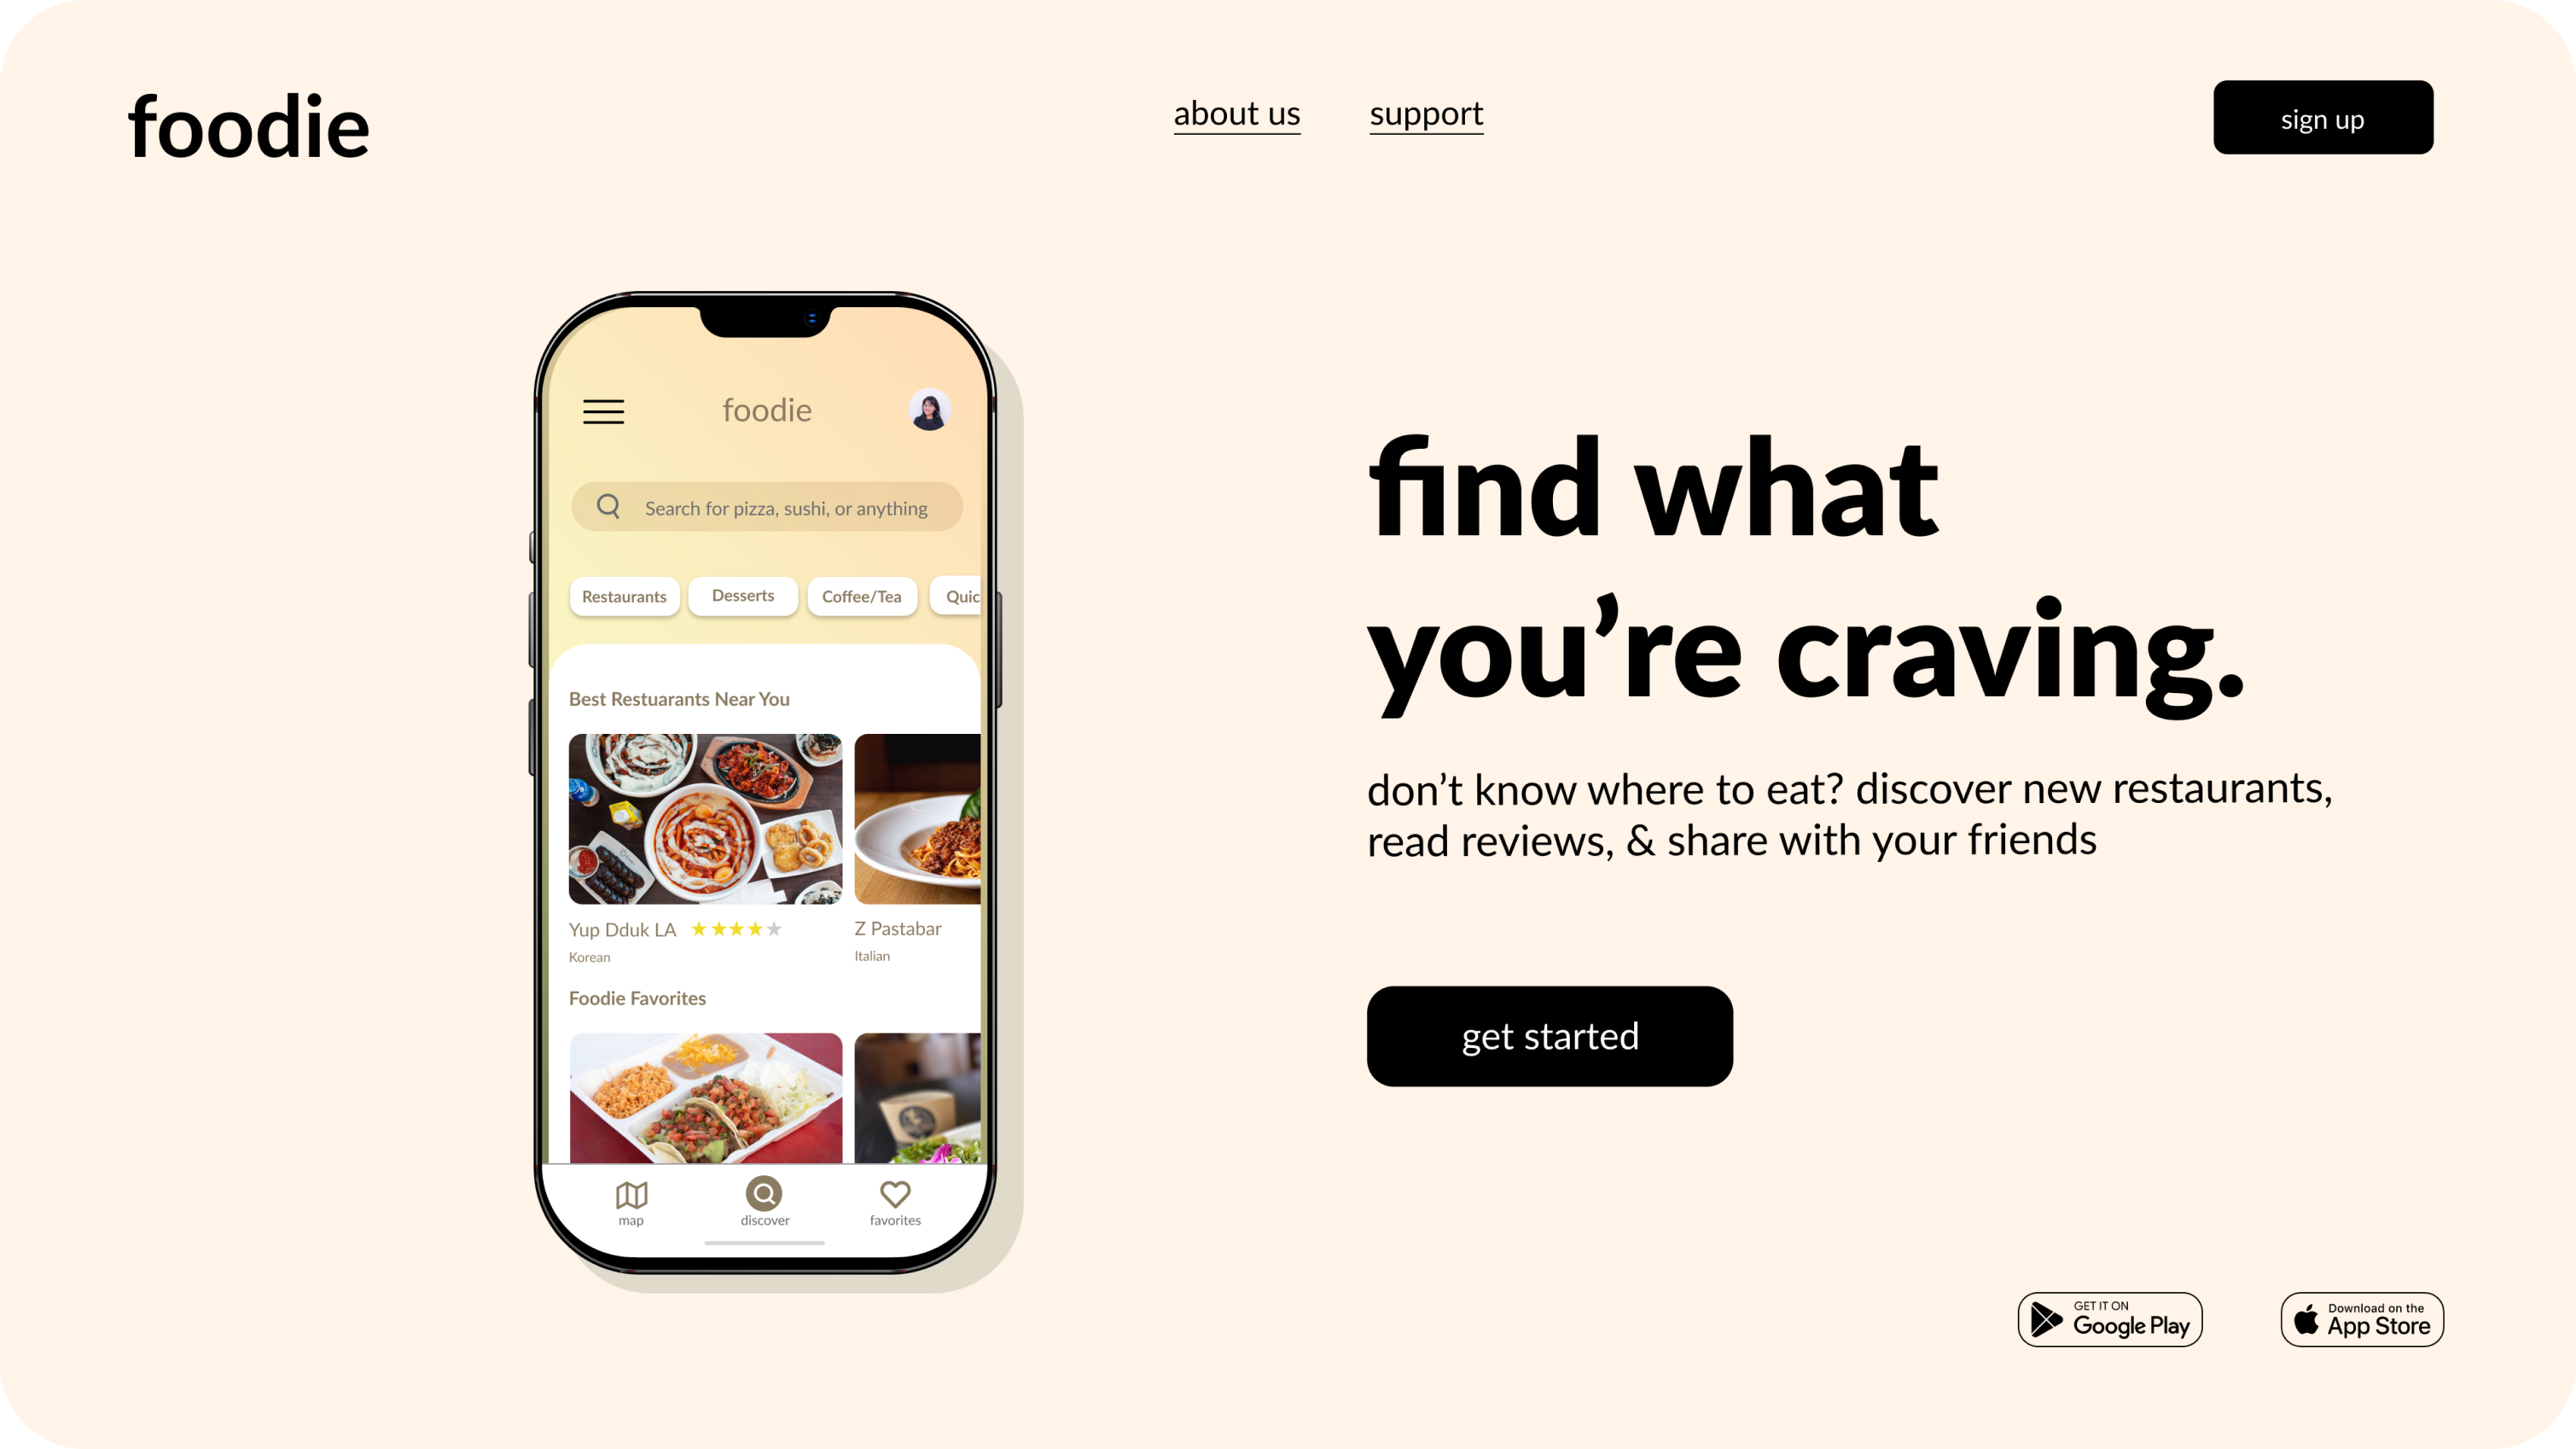 foodie
about us
support
sign up
foodie
Search for pizza, sushi, or anything
Restaurants
Desserts
Coffee/Tea
Quic
Best Restuarants Near You
Yup Dduk LA
Korean
Z Pastabar
Italian
Foodie Favorites
map
discover
favorites
find what
you’re craving.
don’t know where to eat? discover new restaurants,
read reviews, & share with your friends
get started
GET IT ON
Google Play
Download on the
App Store